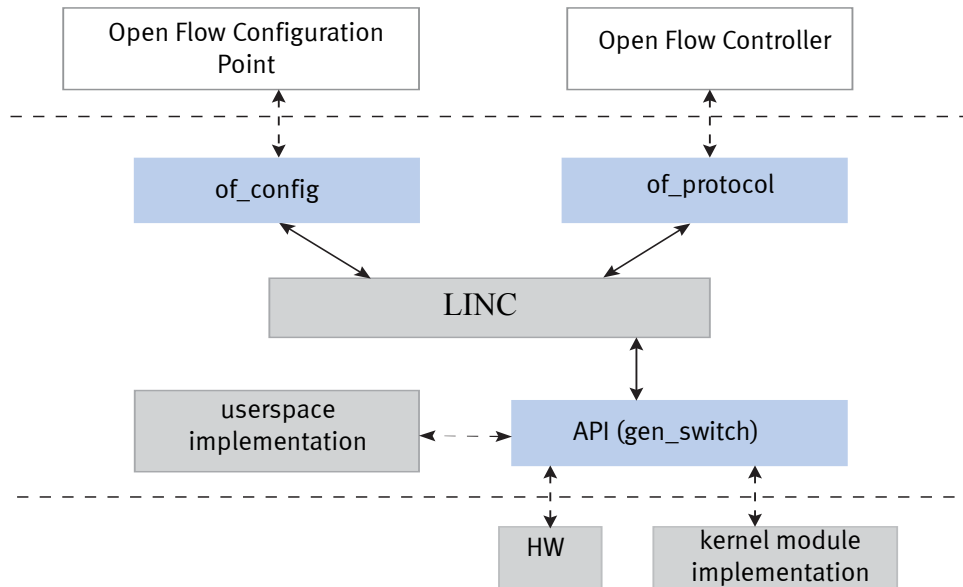 Open Flow Configuration
Point
Open Flow Controller
of_config
of_protocol
LINC
userspace
implementation
API (gen_switch)
HW
kernel module
implementation